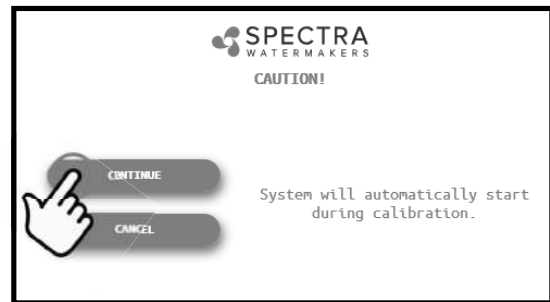 SPECTRA
WATERMAKERS
CAUTION!
CONTINUE
System will automatically start
during calibration.
CANCEL